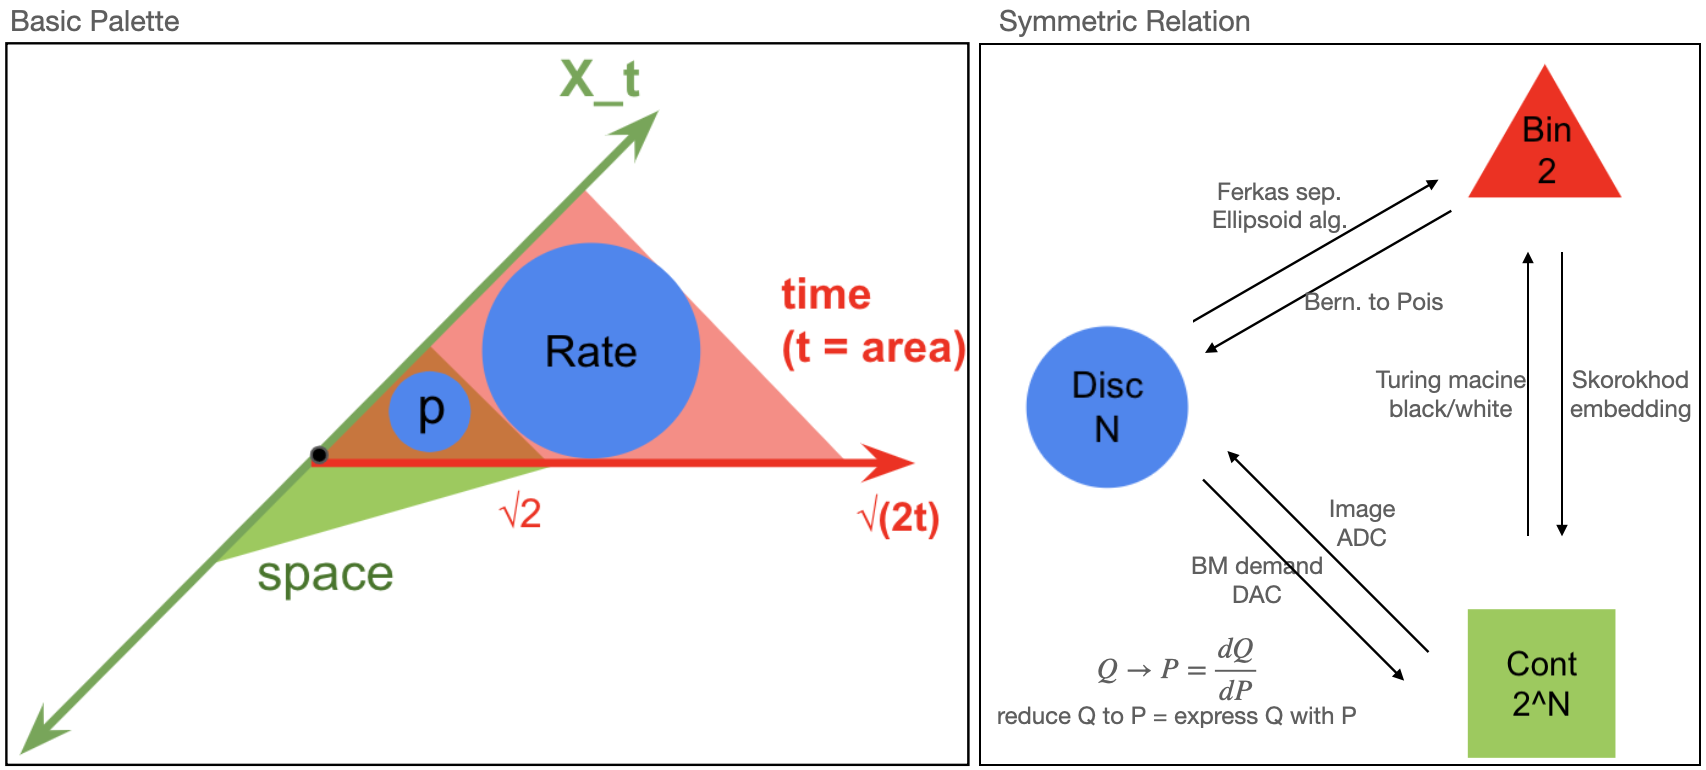 Basic Palette
X_t
time
(t = area)
Rate
p
√2
√(2t)
space
Symmetric Relation
Bin
2
Ferkas sep.
Ellipsoid alg.
Bern. to Pois
Disc
N
Turing macine
black/white
Skorokhod
embedding
Image
ADC
BM demand
DAC
Q → P = dQ/dP
reduce Q to P = express Q with P
Cont
2^N